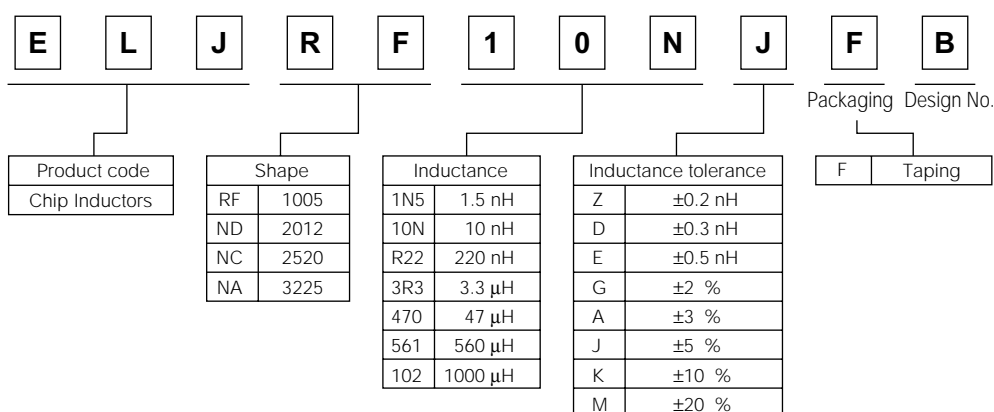 E L J R F 1 0 N J F B
Packaging Design No.
Product code
Chip Inductors
Shape
RF 1005
ND 2012
NC 2520
NA 3225
Inductance
1N5 1.5 nH
10N 10 nH
R22 220 nH
3R3 3.3 μH
470 47 μH
561 560 μH
102 1000 μH
Inductance tolerance
Z ±0.2 nH
D ±0.3 nH
E ±0.5 nH
G ±2 %
A ±3 %
J ±5 %
K ±10 %
M ±20 %
F Taping